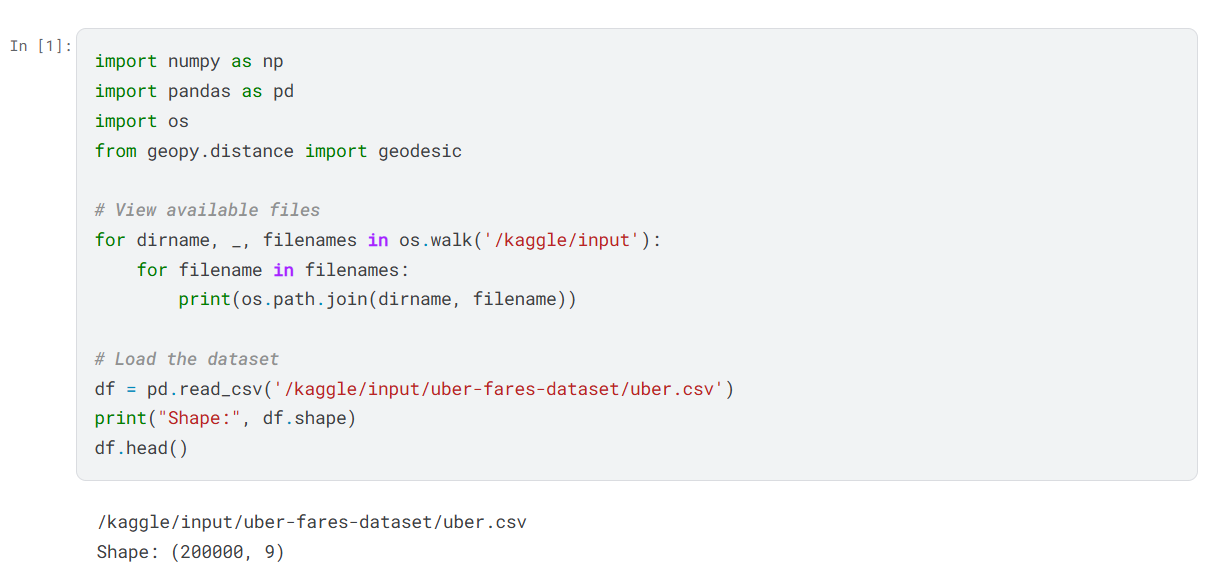 In [1]:
import numpy as np
import pandas as pd
import os
from geopy.distance import geodesic
# View available files
for dirname, _, filenames in os.walk('/kaggle/input'):
    for filename in filenames:
        print(os.path.join(dirname, filename))
# Load the dataset
df = pd.read_csv('/kaggle/input/uber-fares-dataset/uber.csv')
print("Shape:", df.shape)
df.head()
/kaggle/input/uber-fares-dataset/uber.csv
Shape: (200000, 9)